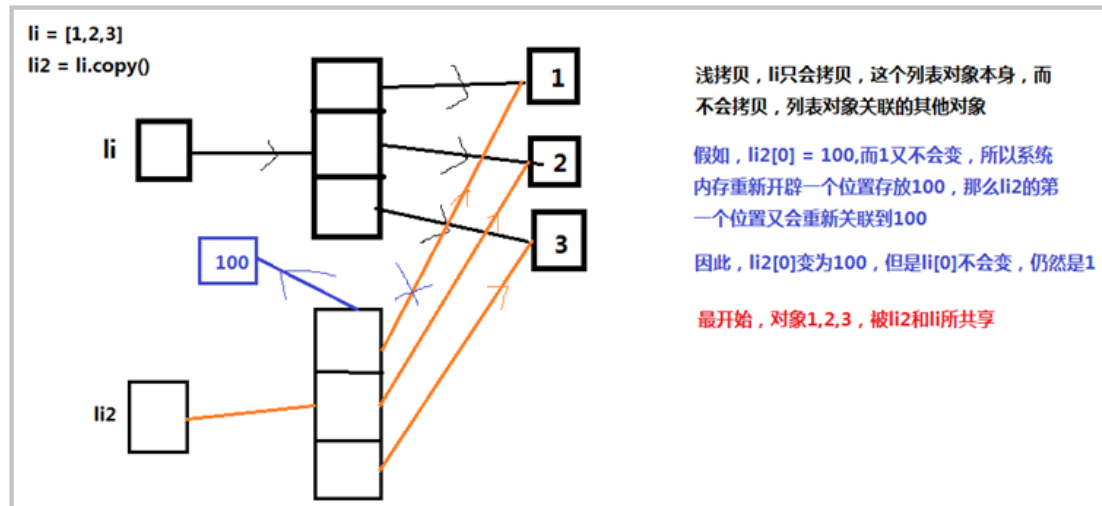 li = [1,2,3]
li2 = li.copy()
li
1
2
3
100
li2
浅拷贝，li只会拷贝，这个列表对象本身，而
不会拷贝，列表对象关联的其他对象
假如，li2[0] = 100,而1又不会变，所以系统
内存重新开辟一个位置存放100，那么li2的第
一个位置又会重新关联到100
因此，li2[0]变为100，但是li[0]不会变，仍然是1
最开始，对象1,2,3，被li2和li所共享